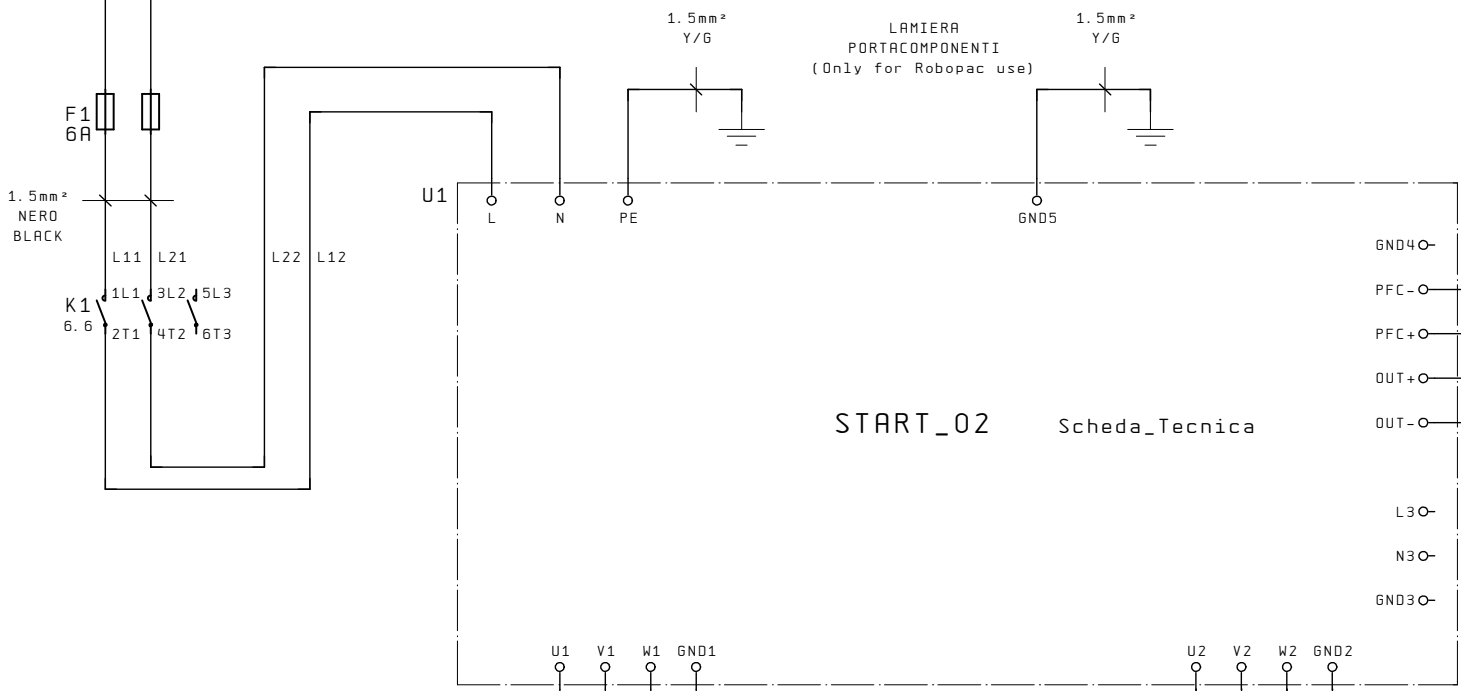 1.5mm²
Y/G
LAMIERA
PORTACOMPONENTI
(Only for Robopac use)
1.5mm²
Y/G
F1
6A
1.5mm²
NERO
BLACK
U1
L
N
PE
GND5
L11
L21
L22
L12
GND4
K1
6.6
1L1
3L2
5L3
2T1
4T2
6T3
PFC-
PFC+
OUT+
OUT-
START_02
Scheda_Tecnica
L3
N3
GND3
U1
V1
W1
GND1
U2
V2
W2
GND2